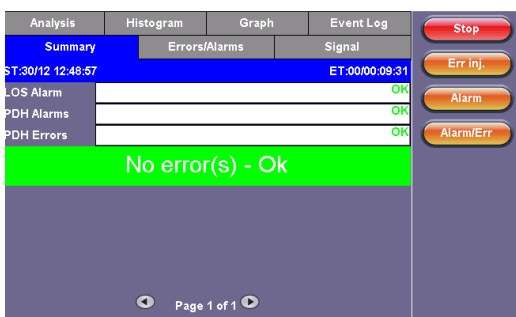 Analysis Histogram Graph Event Log
Summary Errors/Alarms Signal
ST:30/12 12:48:57 ET:00/00:09:31
LOS Alarm OK
PDH Alarms OK
PDH Errors OK
No error(s) - Ok
Page 1 of 1
Stop
Err inj.
Alarm
Alarm/Err